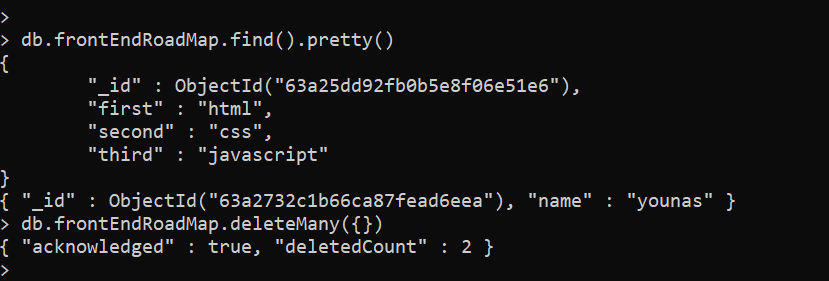 >
> db.frontEndRoadMap.find().pretty()
{
        "_id" : ObjectId("63a25dd92fb0b5e8f06e51e6"),
        "first" : "html",
        "second" : "css",
        "third" : "javascript"
}
{ "_id" : ObjectId("63a2732c1b66ca87fead6eea"), "name" : "younas" }
> db.frontEndRoadMap.deleteMany({})
{ "acknowledged" : true, "deletedCount" : 2 }
>